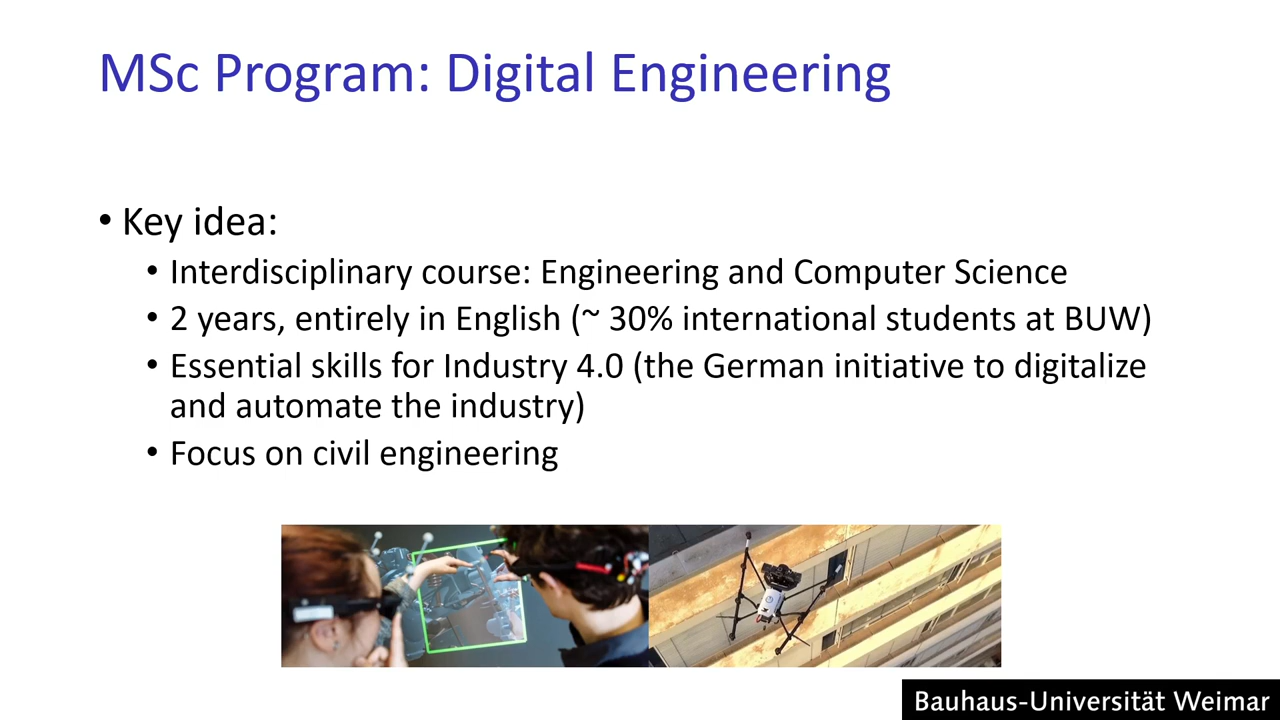 MSc Program: Digital Engineering
• Key idea:
• Interdisciplinary course: Engineering and Computer Science
• 2 years, entirely in English (~ 30% international students at BUW)
• Essential skills for Industry 4.0 (the German initiative to digitalize
and automate the industry)
• Focus on civil engineering
Bauhaus-Universität Weimar